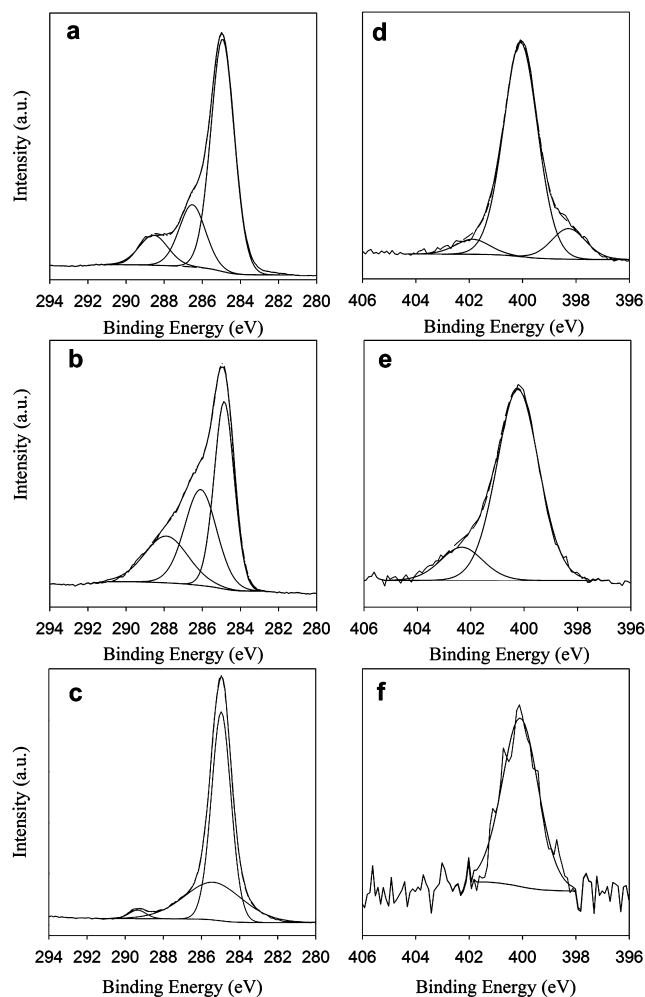 a
Intensity (a.u.)
294 292 290 288 286 284 282 280
Binding Energy (eV)
d
406 404 402 400 398 396
Binding Energy (eV)
b
Intensity (a.u.)
294 292 290 288 286 284 282 280
Binding Energy (eV)
e
406 404 402 400 398 396
Binding Energy (eV)
c
Intensity (a.u.)
294 292 290 288 286 284 282 280
Binding Energy (eV)
f
406 404 402 400 398 396
Binding Energy (eV)